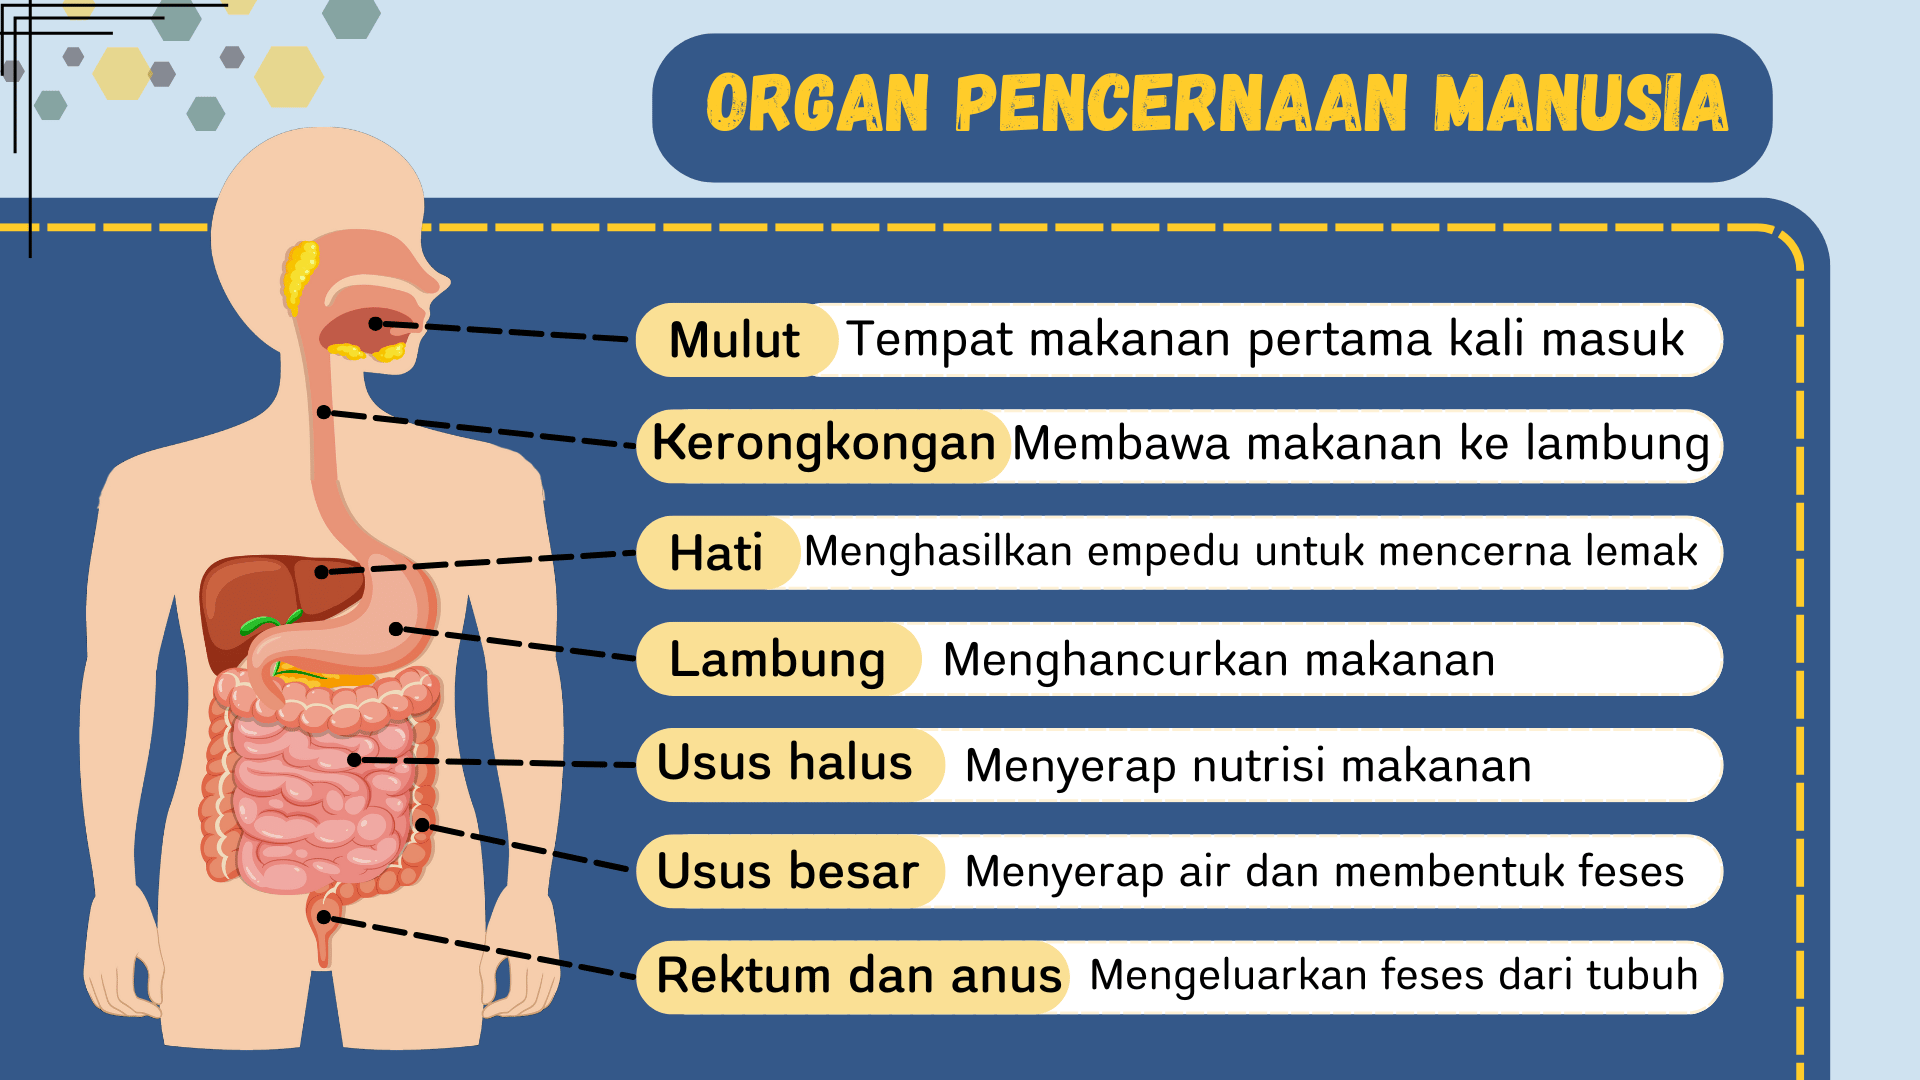 ORGAN PENCERNAAN MANUSIA
Mulut Tempat makanan pertama kali masuk
Kerongkongan Membawa makanan ke lambung
Hati Menghasilkan empedu untuk mencerna lemak
Lambung Menghancurkan makanan
Usus halus Menyerap nutrisi makanan
Usus besar Menyerap air dan membentuk feses
Rektum dan anus Mengeluarkan feses dari tubuh